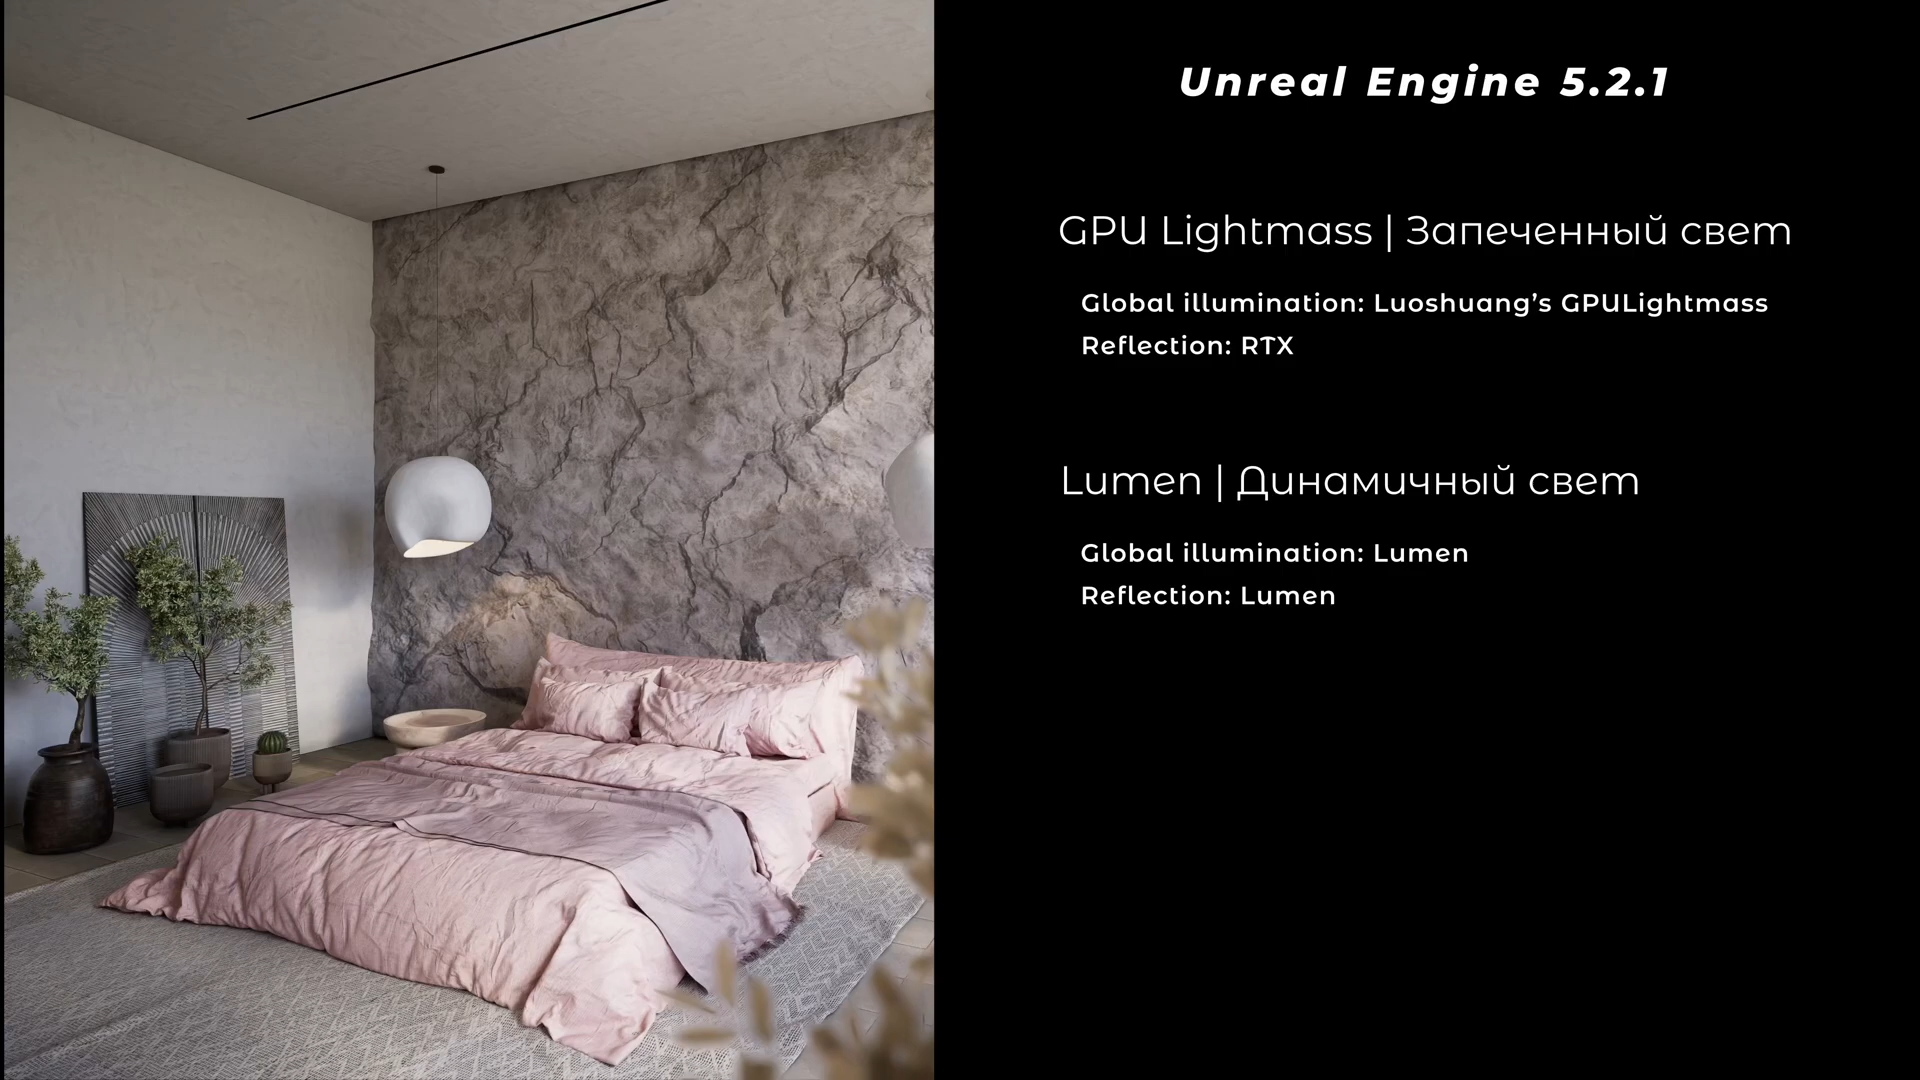 Unreal Engine 5.2.1
GPU Lightmass | Запеченный свет
Global illumination: Luoshuang’s GPULightmass
Reflection: RTX
Lumen | Динамичный свет
Global illumination: Lumen
Reflection: Lumen